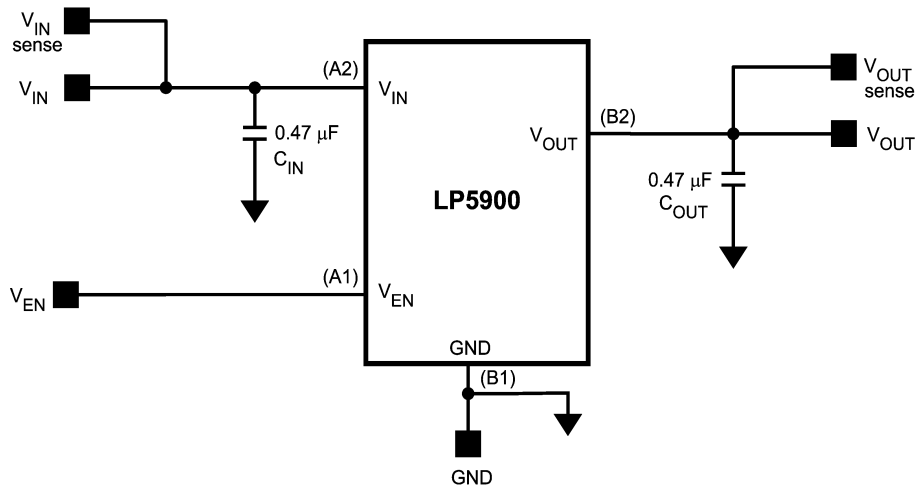 VIN
sense
VIN
(A2)
VIN
0.47 µF
CIN
(B2)
VOUT
VOUT
sense
VOUT
0.47 µF
COUT
LP5900
(A1)
VEN
VEN
GND
(B1)
GND